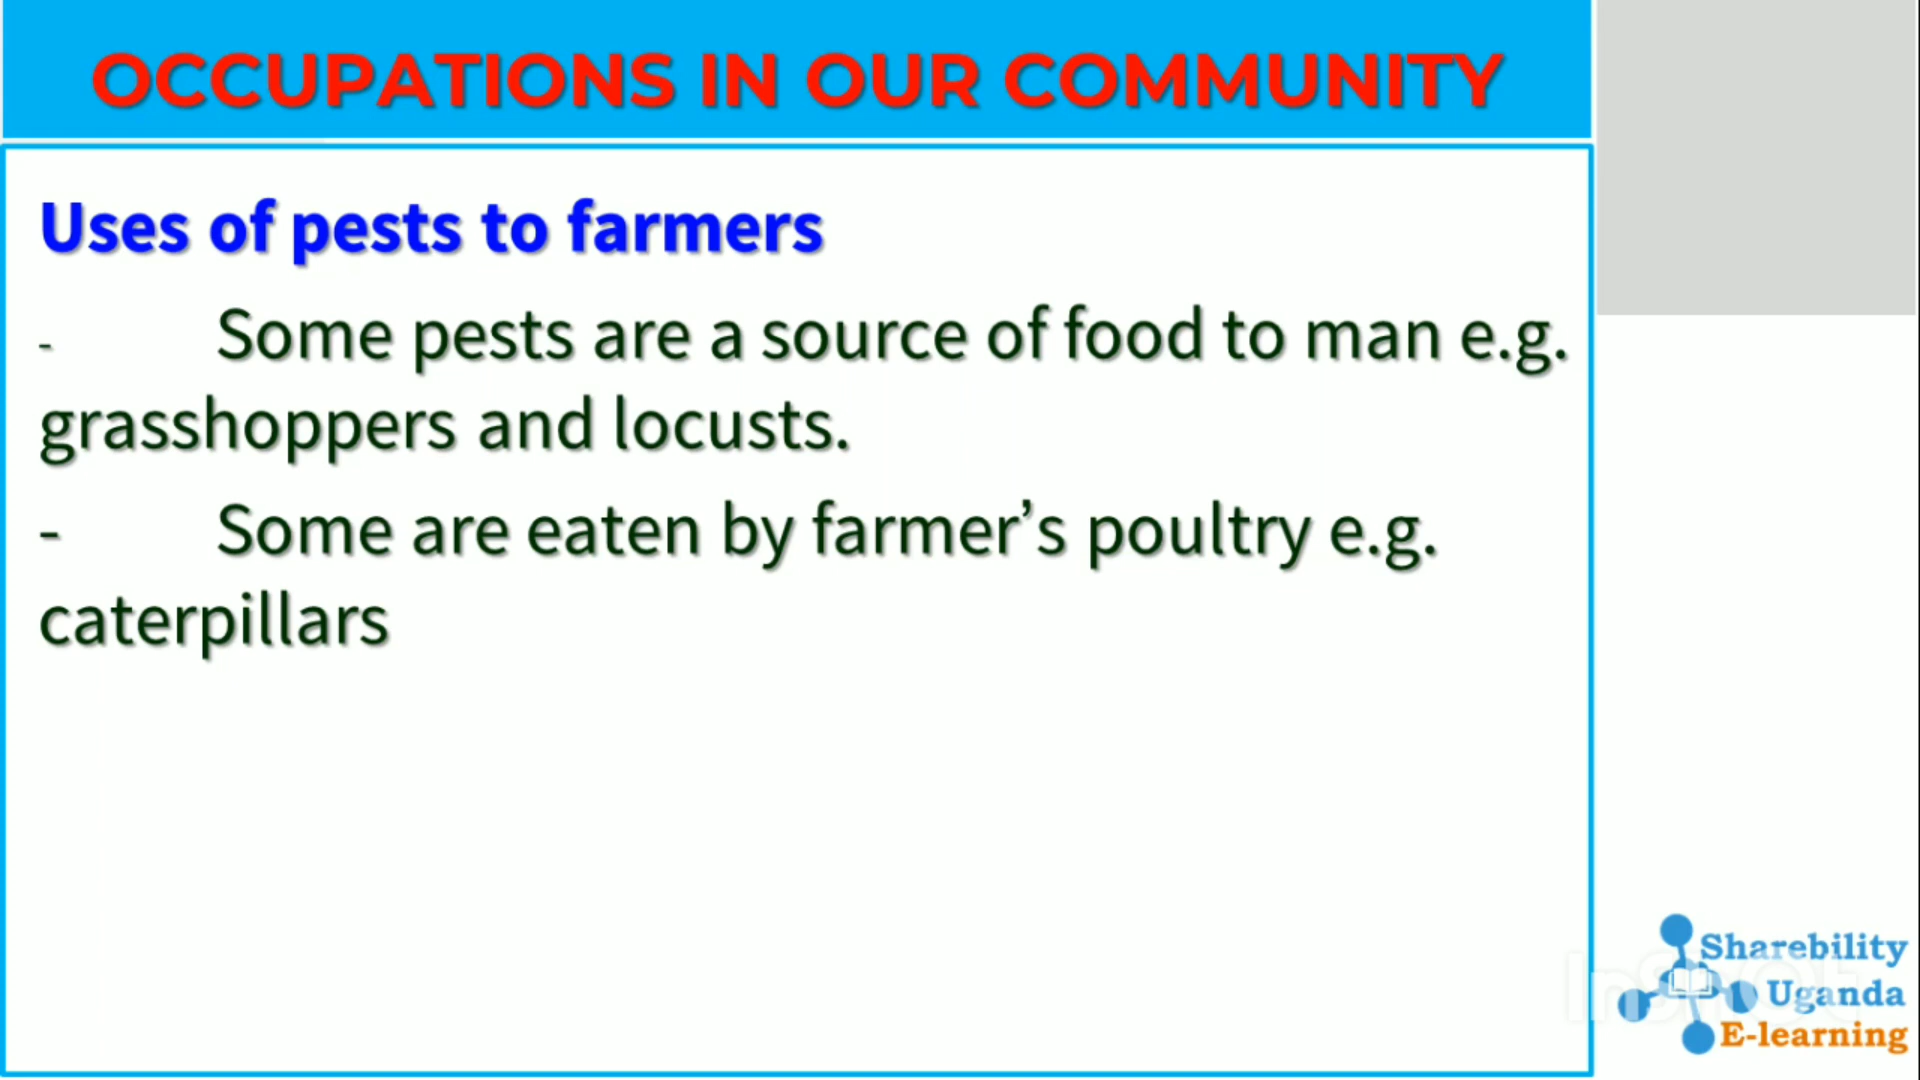 OCCUPATIONS IN OUR COMMUNITY
Uses of pests to farmers
- Some pests are a source of food to man e.g.
grasshoppers and locusts.
- Some are eaten by farmer’s poultry e.g.
caterpillars
Sharebility
Uganda
E-learning
InShOt